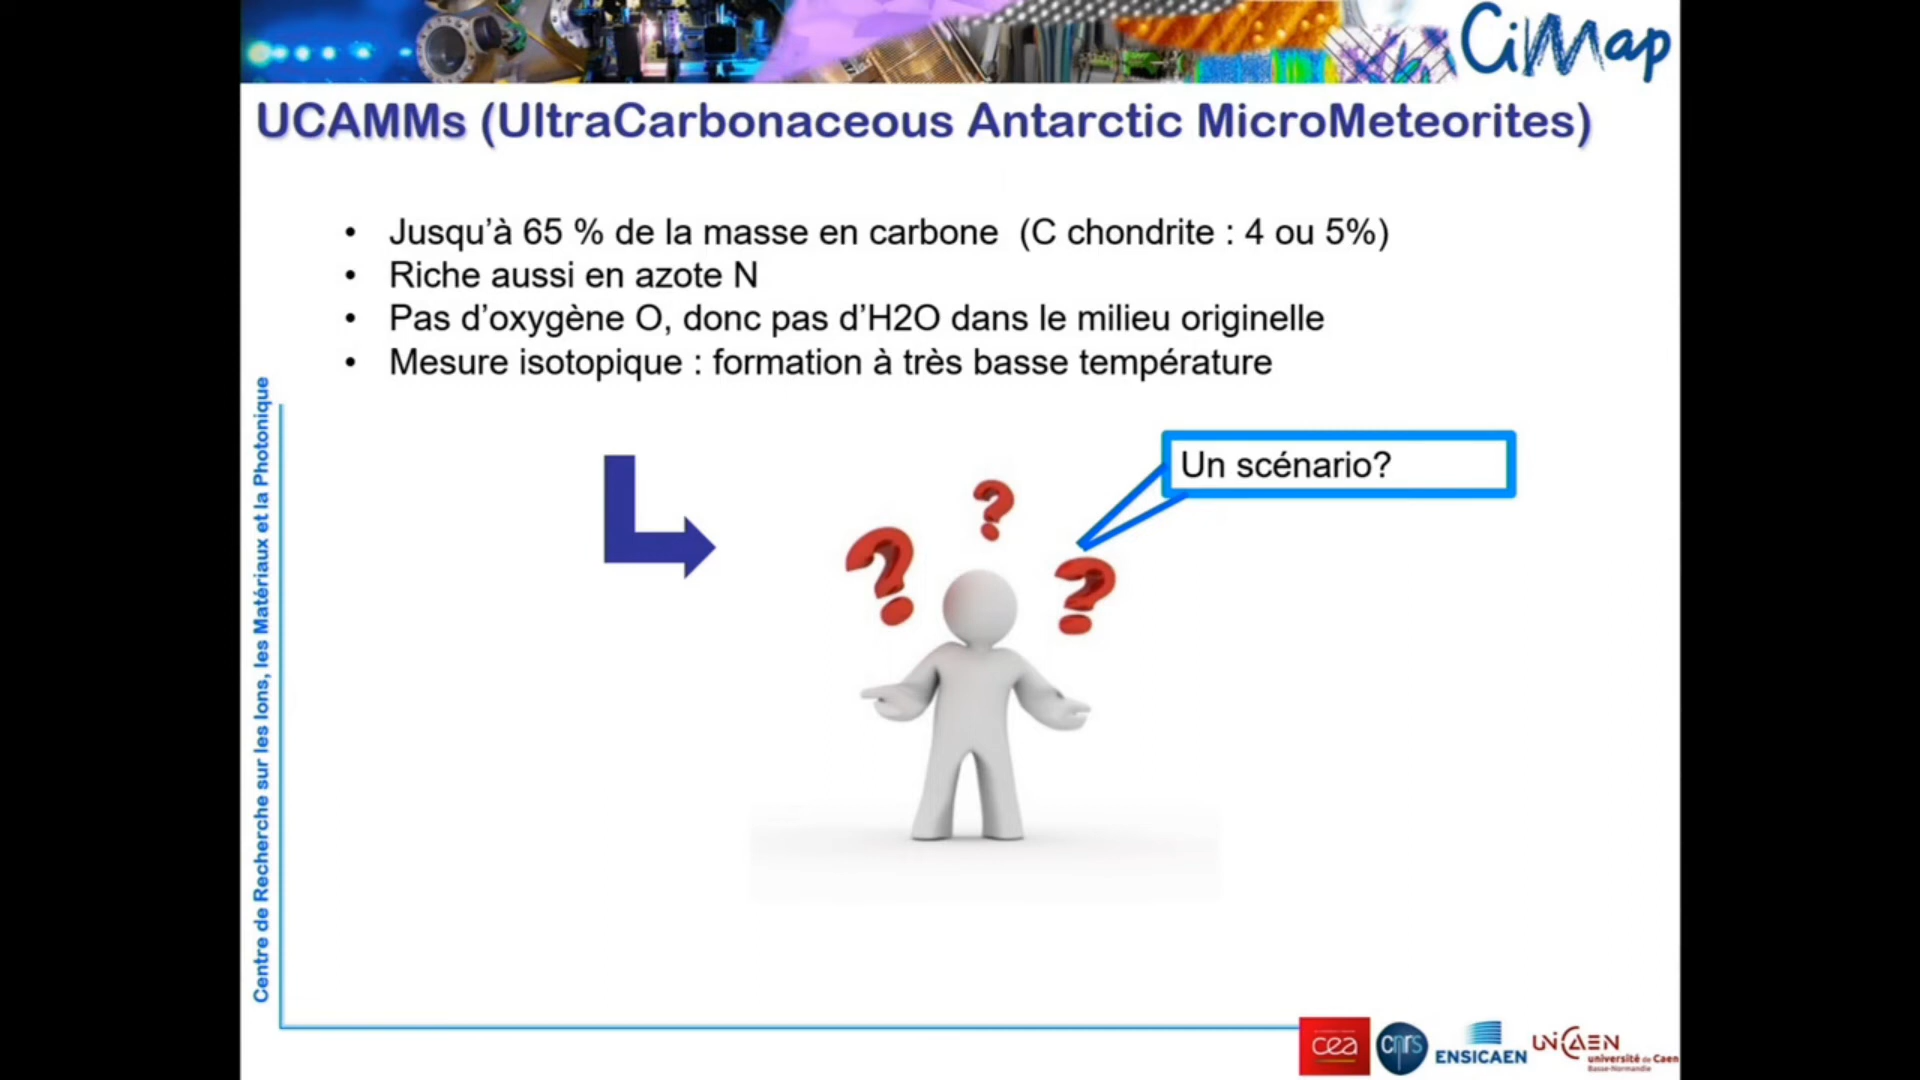 CiMap
UCAMMs (UltraCarbonaceous Antarctic MicroMeteorites)
• Jusqu'à 65 % de la masse en carbone (C chondrite : 4 ou 5%)
• Riche aussi en azote N
• Pas d'oxygène O, donc pas d'H2O dans le milieu originelle
• Mesure isotopique : formation à très basse température
Un scénario?
? ? ?
Centre de Recherche sur les Ions, les Matériaux et la Photonique
cea
cnrs
ENSICAEN
UNICAEN
université de Caen
Basse-Normandie